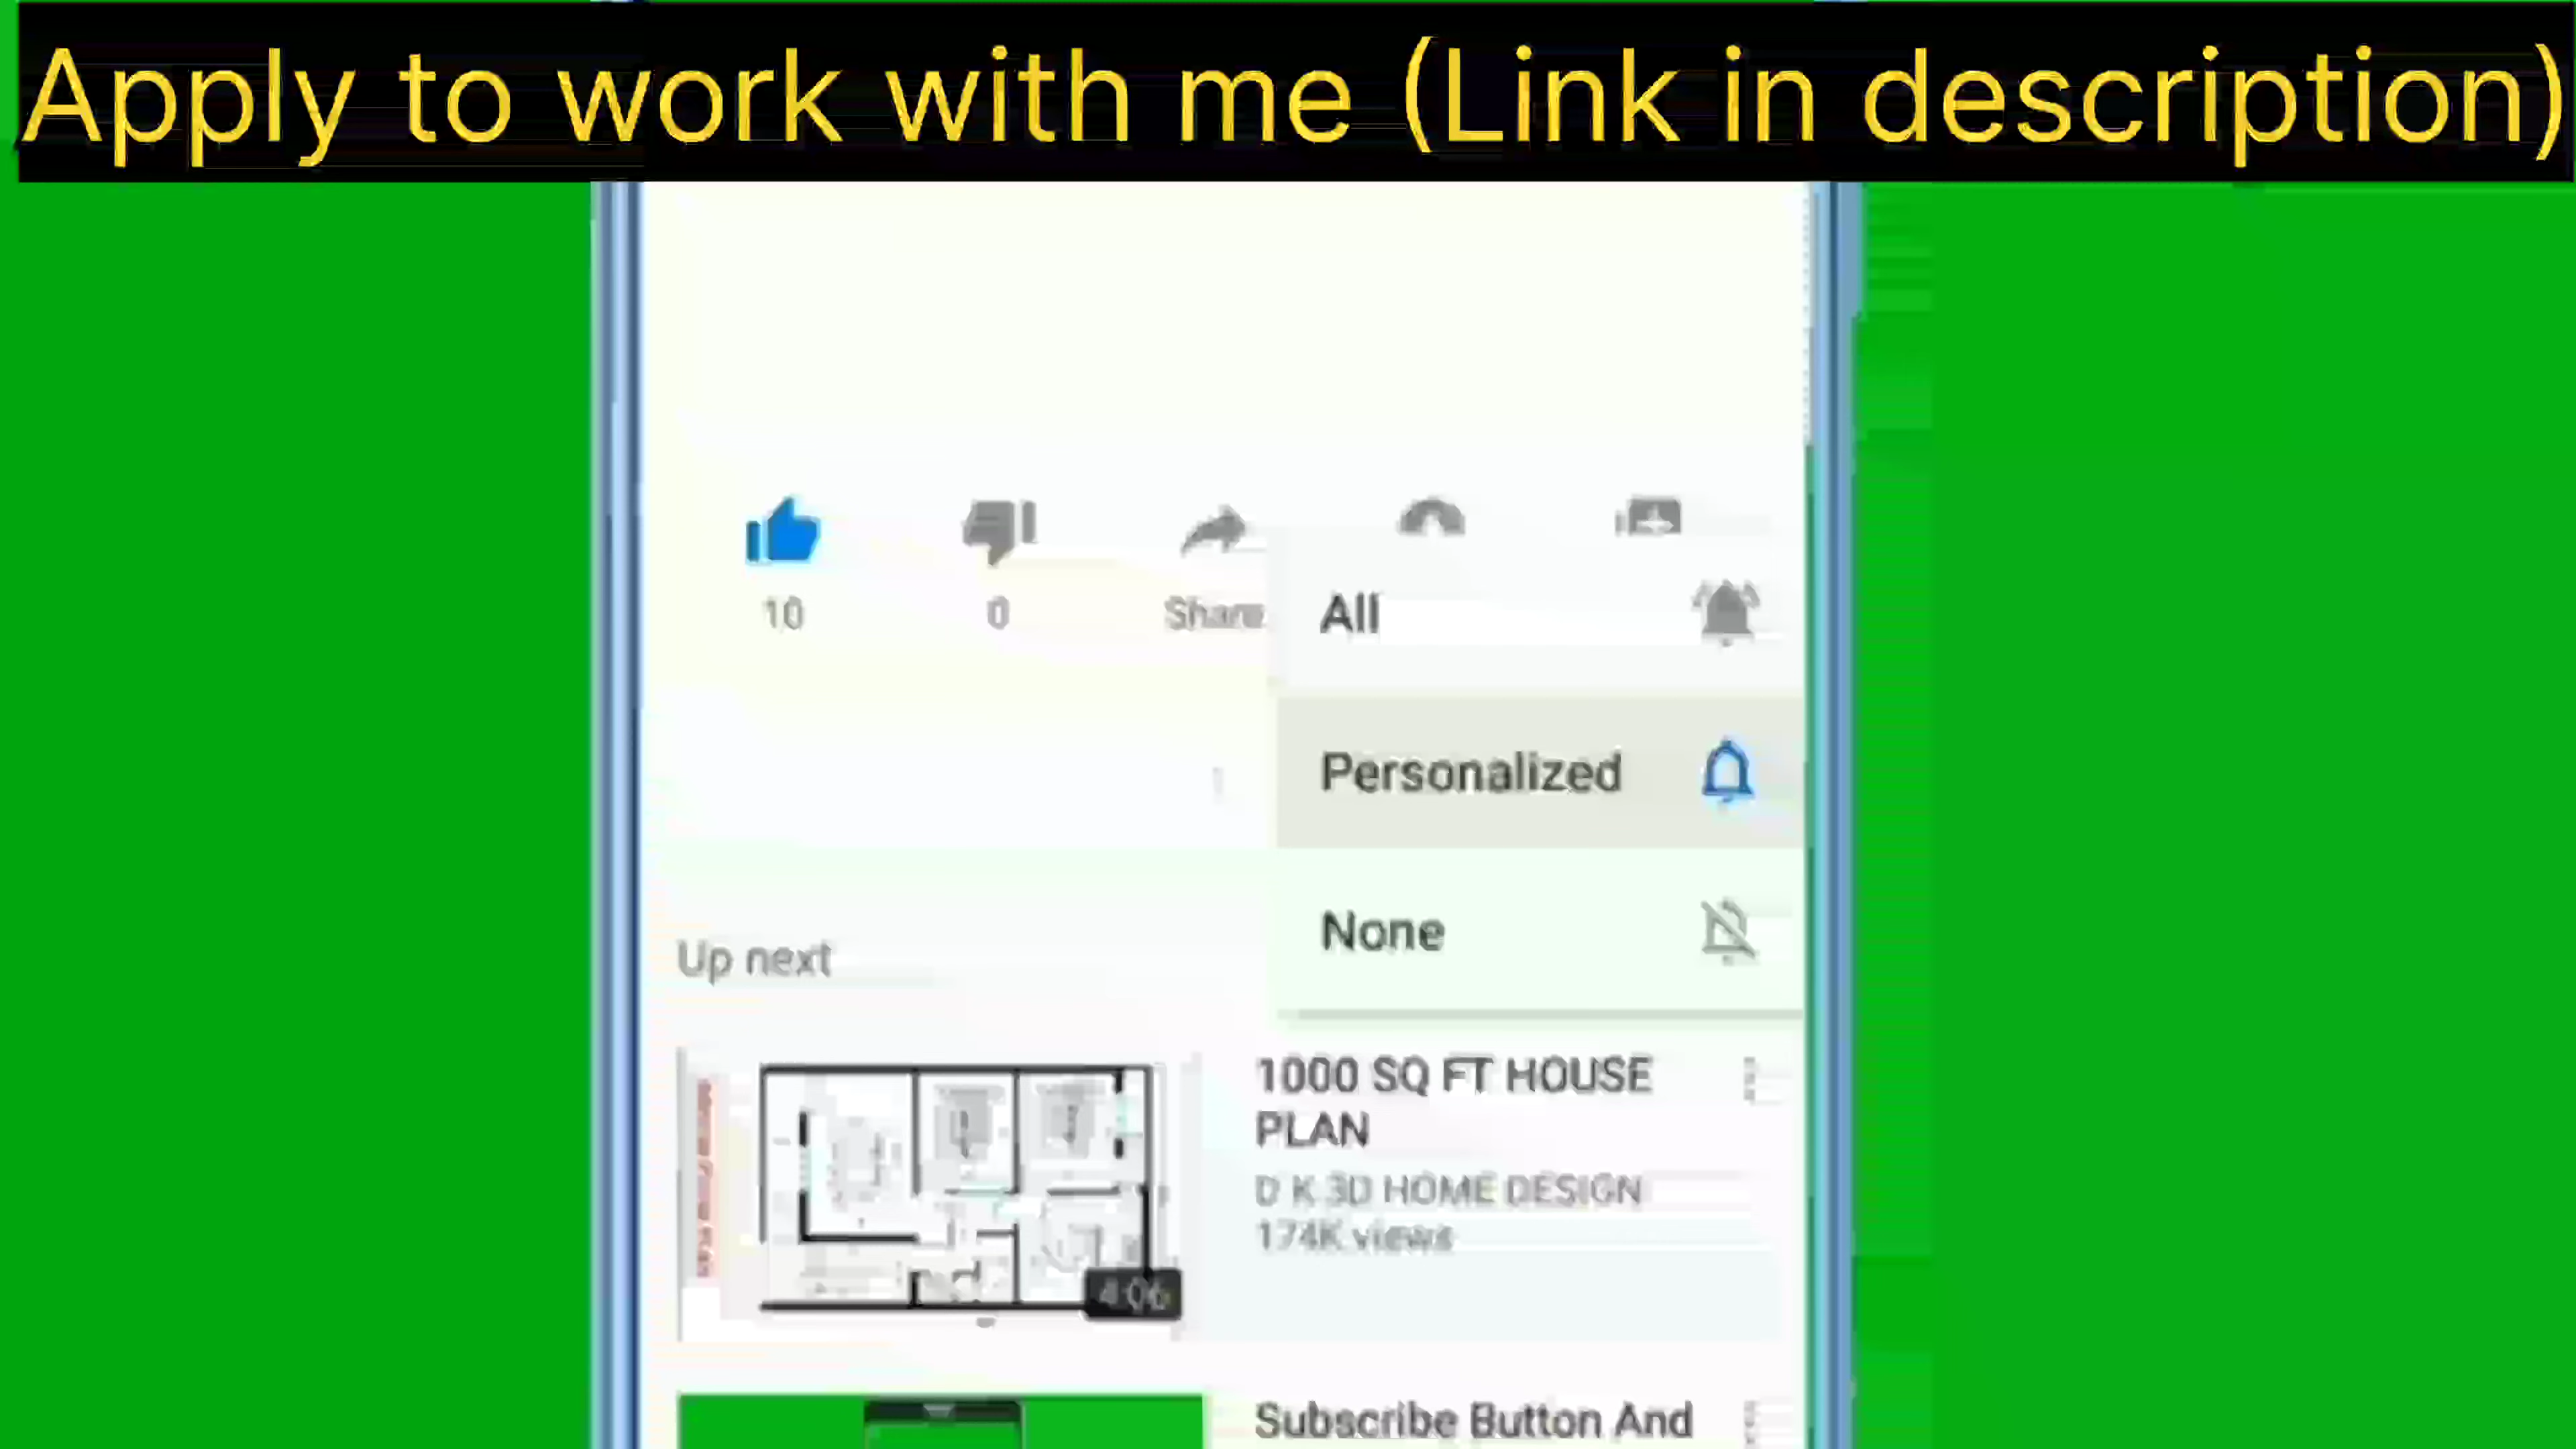 Apply to work with me (Link in description)
10
0
Share
All
Personalized
None
Up next
1000 SQ FT HOUSE
PLAN
D K 3D HOME DESIGN
174K views
4:06
Subscribe Button And